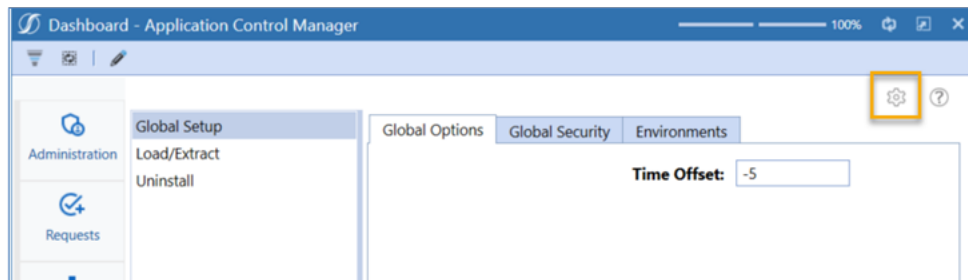 Dashboard - Application Control Manager
100%
?
Global Setup
Load/Extract
Uninstall
Administration
Requests
Global Options
Global Security
Environments
Time Offset:
-5